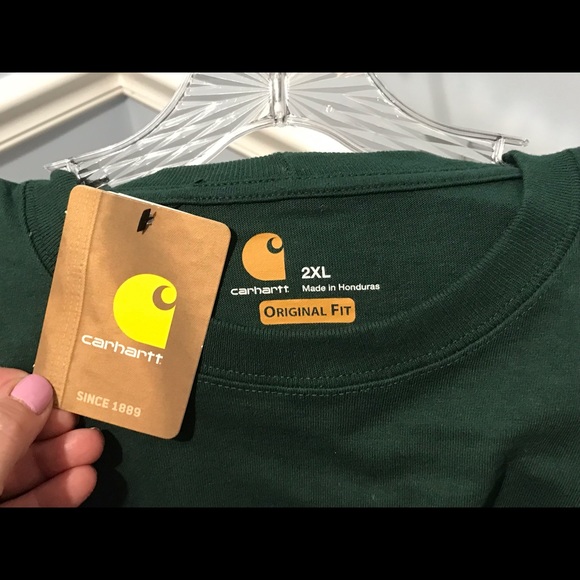 carhartt
SINCE 1889
carhartt
2XL
Made in Honduras
ORIGINAL FIT